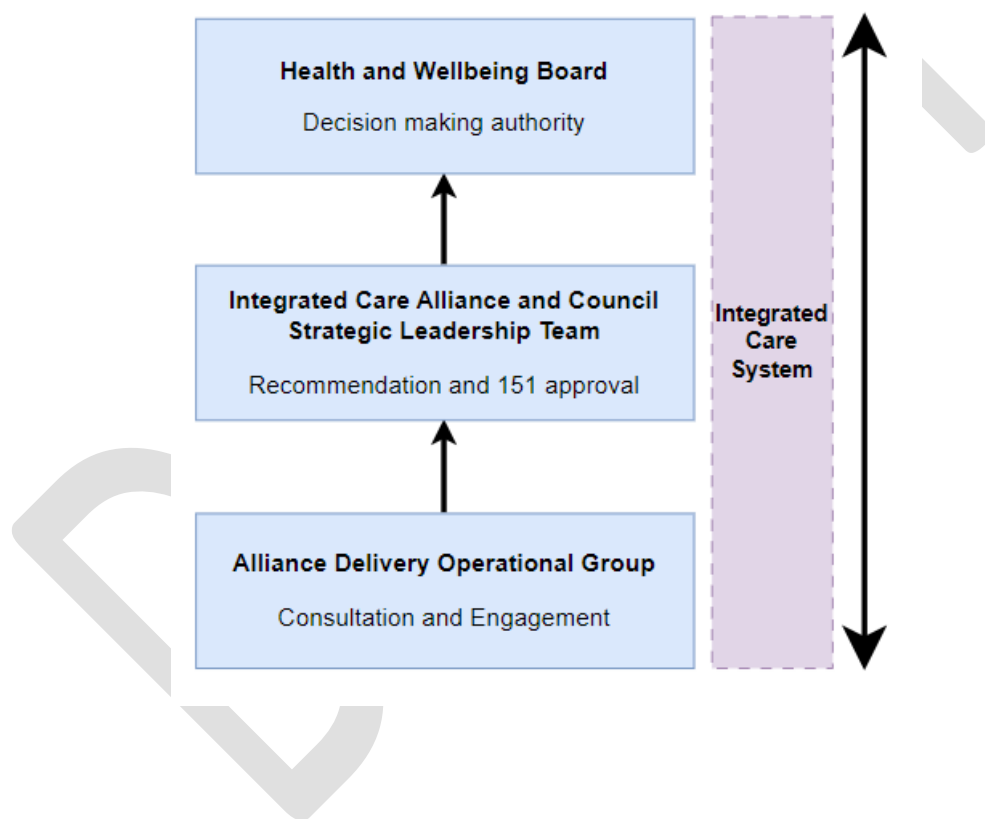 Health and Wellbeing Board
Decision making authority
Integrated Care Alliance and Council
Strategic Leadership Team
Recommendation and 151 approval
Alliance Delivery Operational Group
Consultation and Engagement
Integrated
Care
System